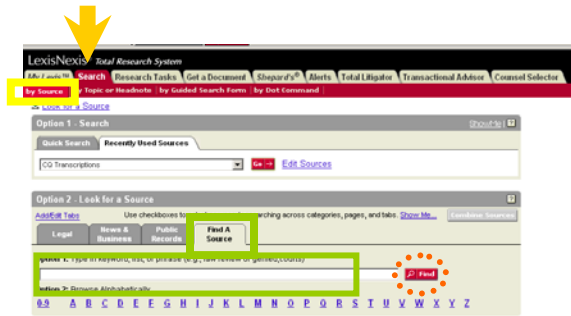 LexisNexis® Total Research System
My Lexis™ Search Research Tasks Get a Document Shepard's® Alerts Total Litigator Transactional Advisor Counsel Selector
by Source by Topic or Headnote | by Guided Search Form | by Dot Command |
Look for a Source
Option 1 - Search Show Me ?
Quick Search Recently Used Sources
CQ Transcriptions Go → Edit Sources
Option 2 - Look for a Source ?
Add/Edit Tabs Use checkboxes to searching across categories, pages, and tabs. Show Me... Combine Sources
Legal News & Business Public Records Find A Source
Option 1: Type in keyword, list, or phrase (e.g., law review or genfed,courts)
Find
Option 2: Browse Alphabetically
0-9 A B C D E F G H I J K L M N O P Q R S T U V W X Y Z